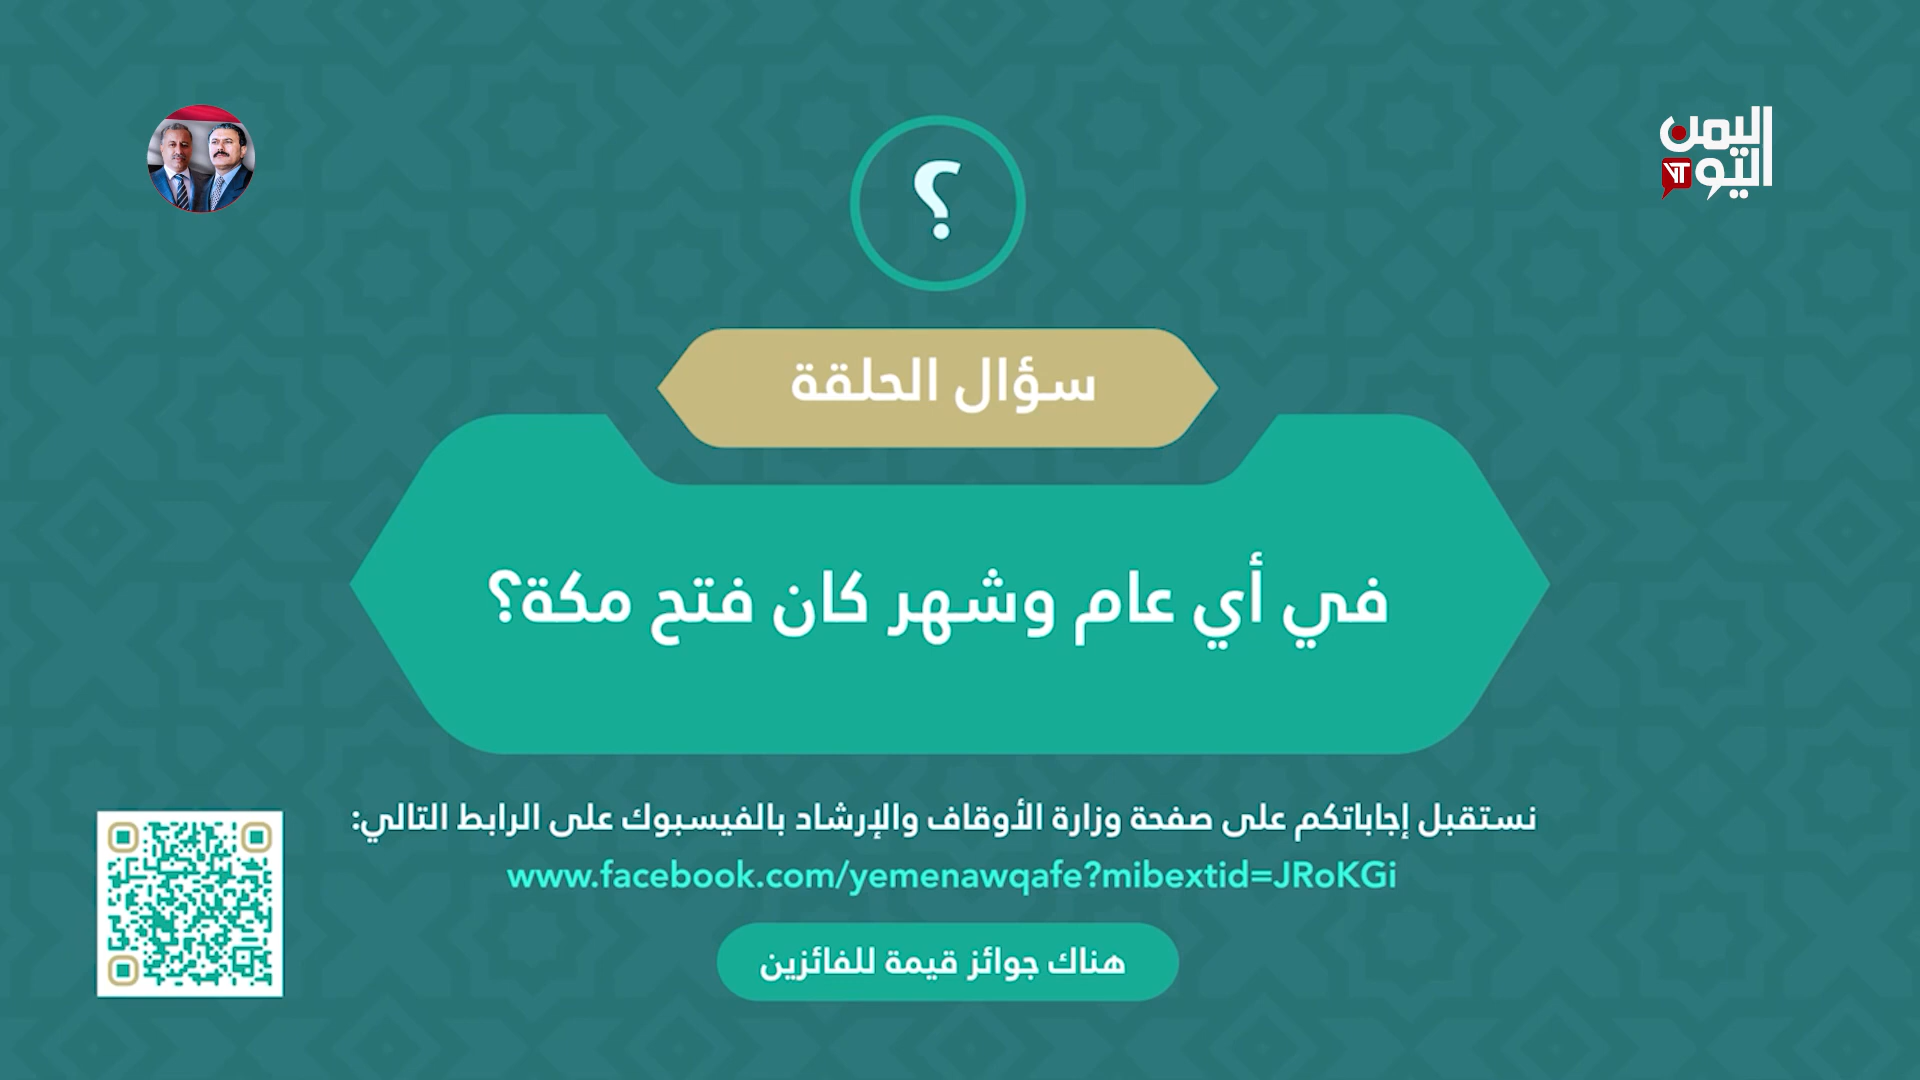 اليمن
اليوم
YT
؟
سؤال الحلقة
في أي عام وشهر كان فتح مكة؟
نستقبل إجاباتكم على صفحة وزارة الأوقاف والإرشاد بالفيسبوك على الرابط التالي:
www.facebook.com/yemenawqafe?mibextid=JRoKGi
هناك جوائز قيمة للفائزين